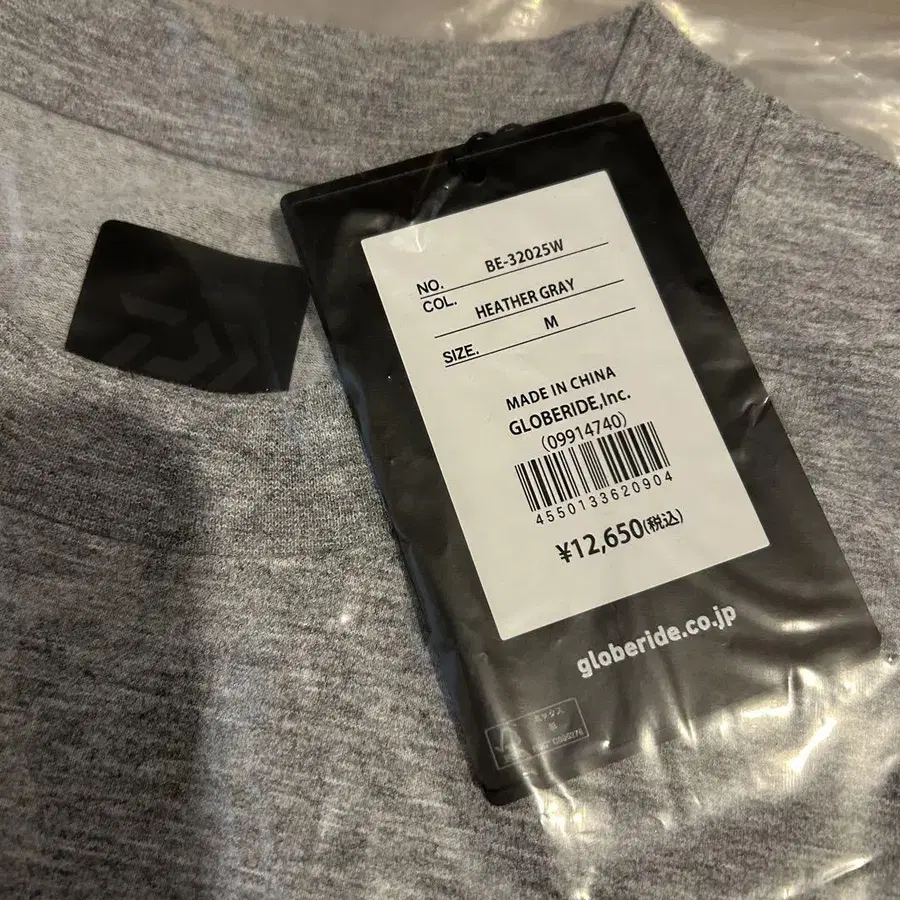 NO. BE-32025W
COL. HEATHER GRAY
SIZE. M
MADE IN CHINA
GLOBERIDE,Inc.
(09914740)
4550133620904
¥12,650(税込)
globeride.co.jp